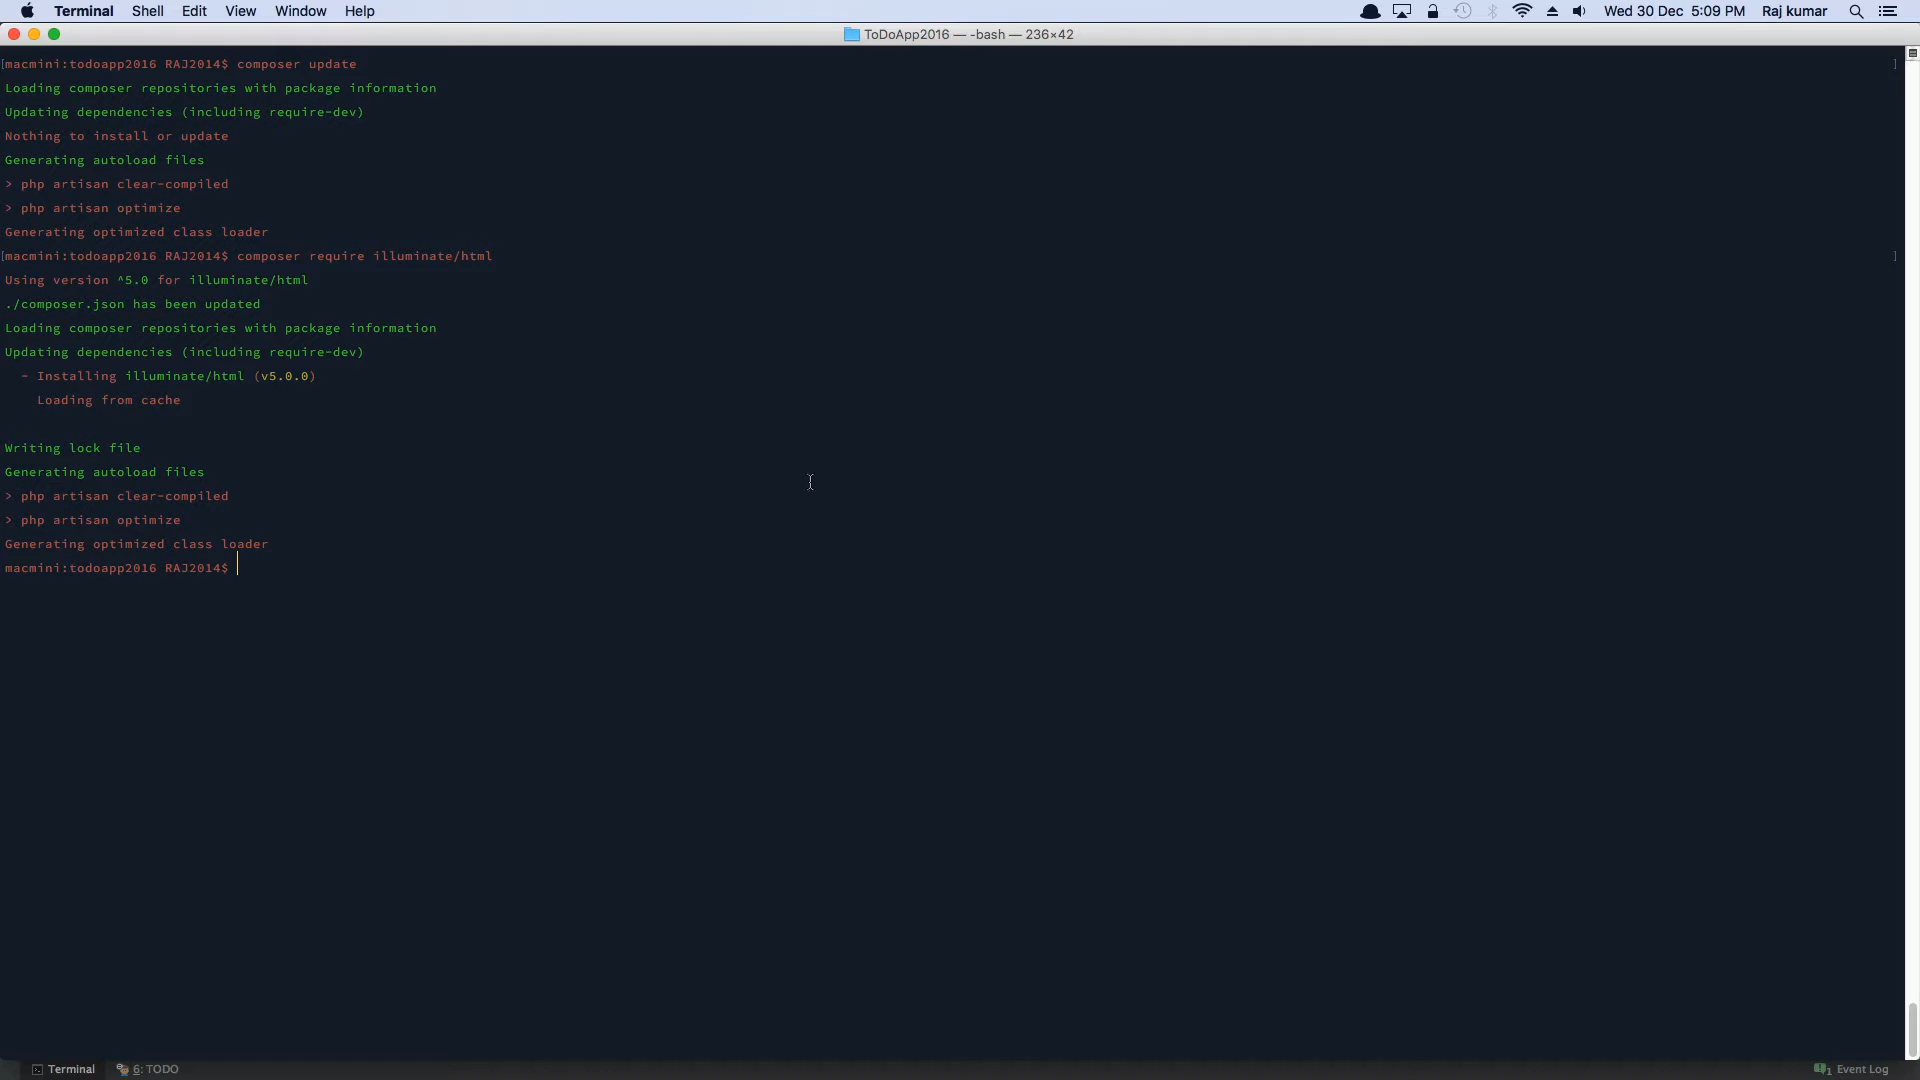 Terminal Shell Edit View Window Help Wed 30 Dec 5:09 PM Raj kumar
ToDoApp2016 — -bash — 236×42
[macmini:todoapp2016 RAJ2014$ composer update ]
Loading composer repositories with package information
Updating dependencies (including require-dev)
Nothing to install or update
Generating autoload files
> php artisan clear-compiled
> php artisan optimize
Generating optimized class loader
[macmini:todoapp2016 RAJ2014$ composer require illuminate/html ]
Using version ^5.0 for illuminate/html
./composer.json has been updated
Loading composer repositories with package information
Updating dependencies (including require-dev)
- Installing illuminate/html (v5.0.0)
Loading from cache
Writing lock file
Generating autoload files
> php artisan clear-compiled
> php artisan optimize
Generating optimized class loader
macmini:todoapp2016 RAJ2014$
Terminal 6: TODO 1 Event Log